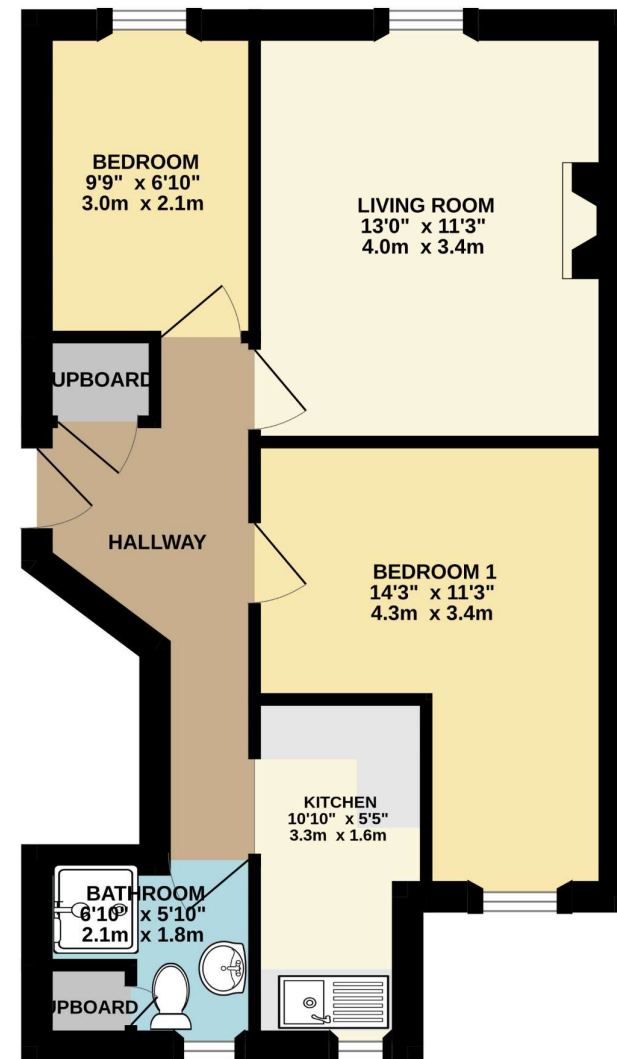 BEDROOM
9'9" x 6'10"
3.0m x 2.1m
LIVING ROOM
13'0" x 11'3"
4.0m x 3.4m
UPBOARD
HALLWAY
BEDROOM 1
14'3" x 11'3"
4.3m x 3.4m
KITCHEN
10'10" x 5'5"
3.3m x 1.6m
BATHROOM
6'10" x 5'10"
2.1m x 1.8m
UPBOARD